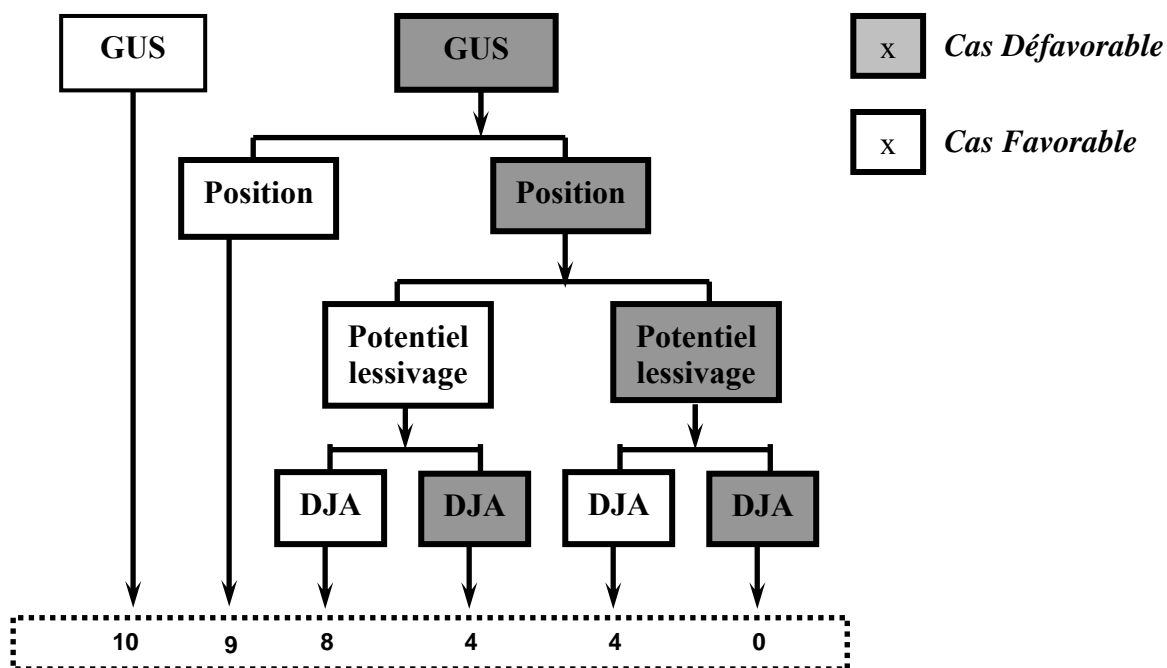 GUS
GUS
x
Cas Défavorable
x
Cas Favorable
Position
Position
Potentiel
lessivage
Potentiel
lessivage
DJA
DJA
DJA
DJA
10
9
8
4
4
0